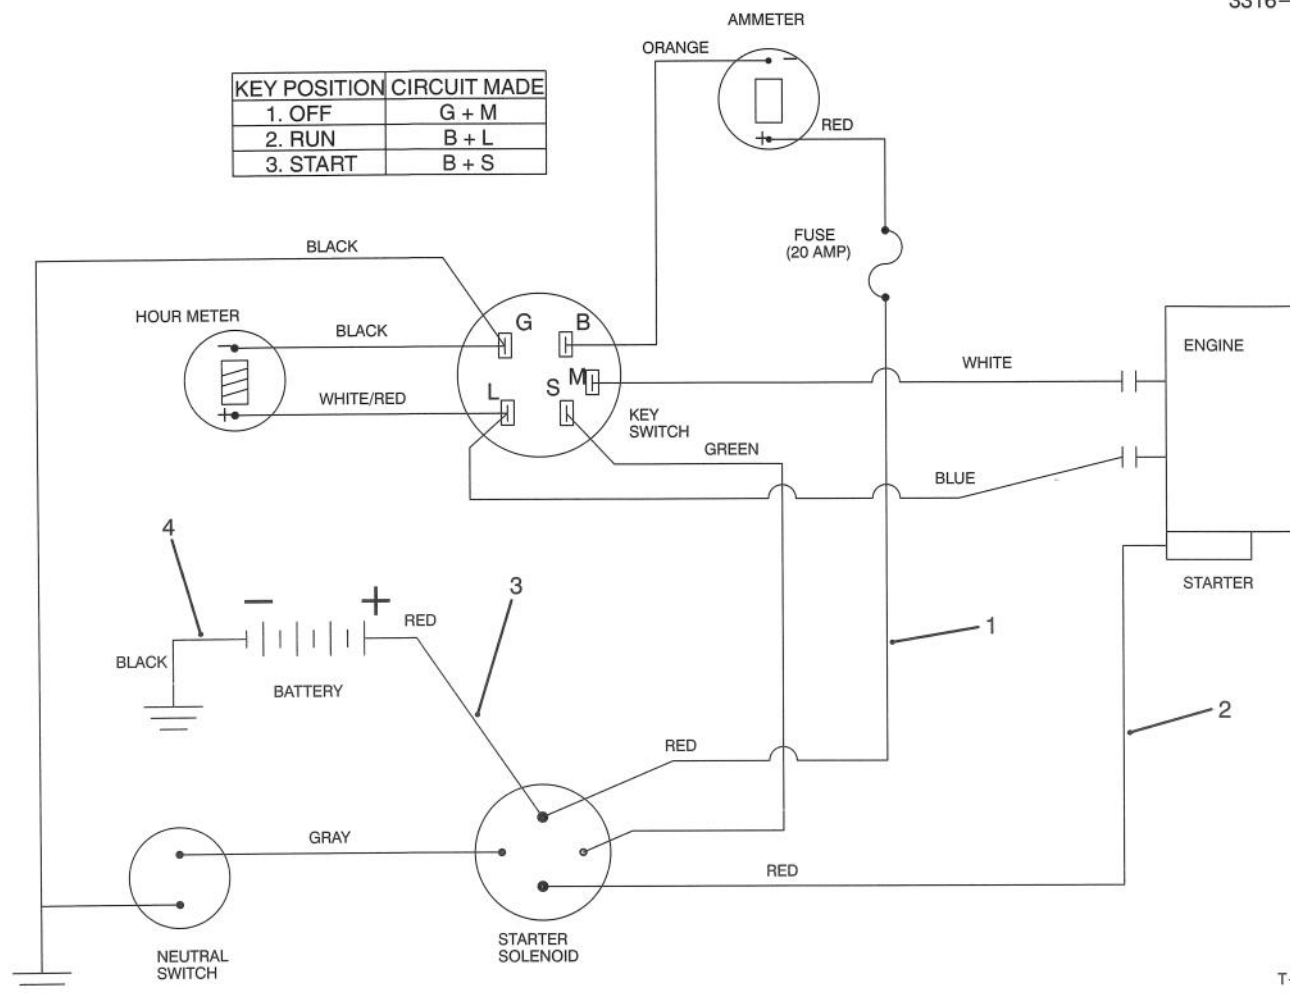 3316-
AMMETER
ORANGE
KEY POSITION CIRCUIT MADE
1. OFF G + M
2. RUN B + L
3. START B + S
− 
+
RED
FUSE
(20 AMP)
BLACK
HOUR METER
BLACK
−
WHITE/RED
+
G
B
M
L
S
KEY
SWITCH
WHITE
ENGINE
GREEN
BLUE
STARTER
4
− +
3
RED
BLACK
BATTERY
1
2
RED
GRAY
RED
STARTER
SOLENOID
NEUTRAL
SWITCH
T-